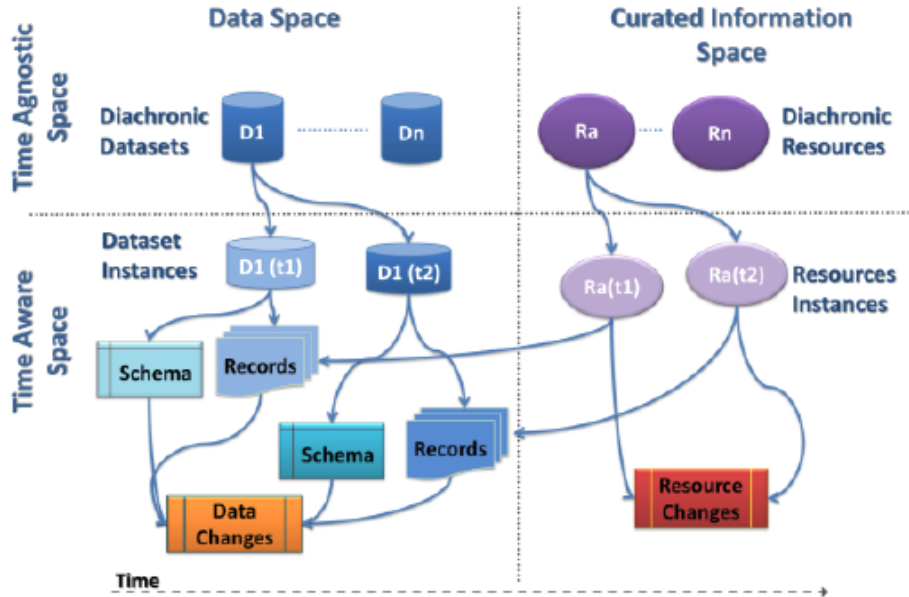 Data Space
Curated Information
Space
Time Agnostic
Space
Diachronic
Datasets
D1
Dn
Ra
Rn
Diachronic
Resources
Time Aware
Space
Dataset
Instances
D1 (t1)
D1 (t2)
Ra(t1)
Ra(t2)
Resources
Instances
Schema
Records
Schema
Records
Data
Changes
Resource
Changes
Time